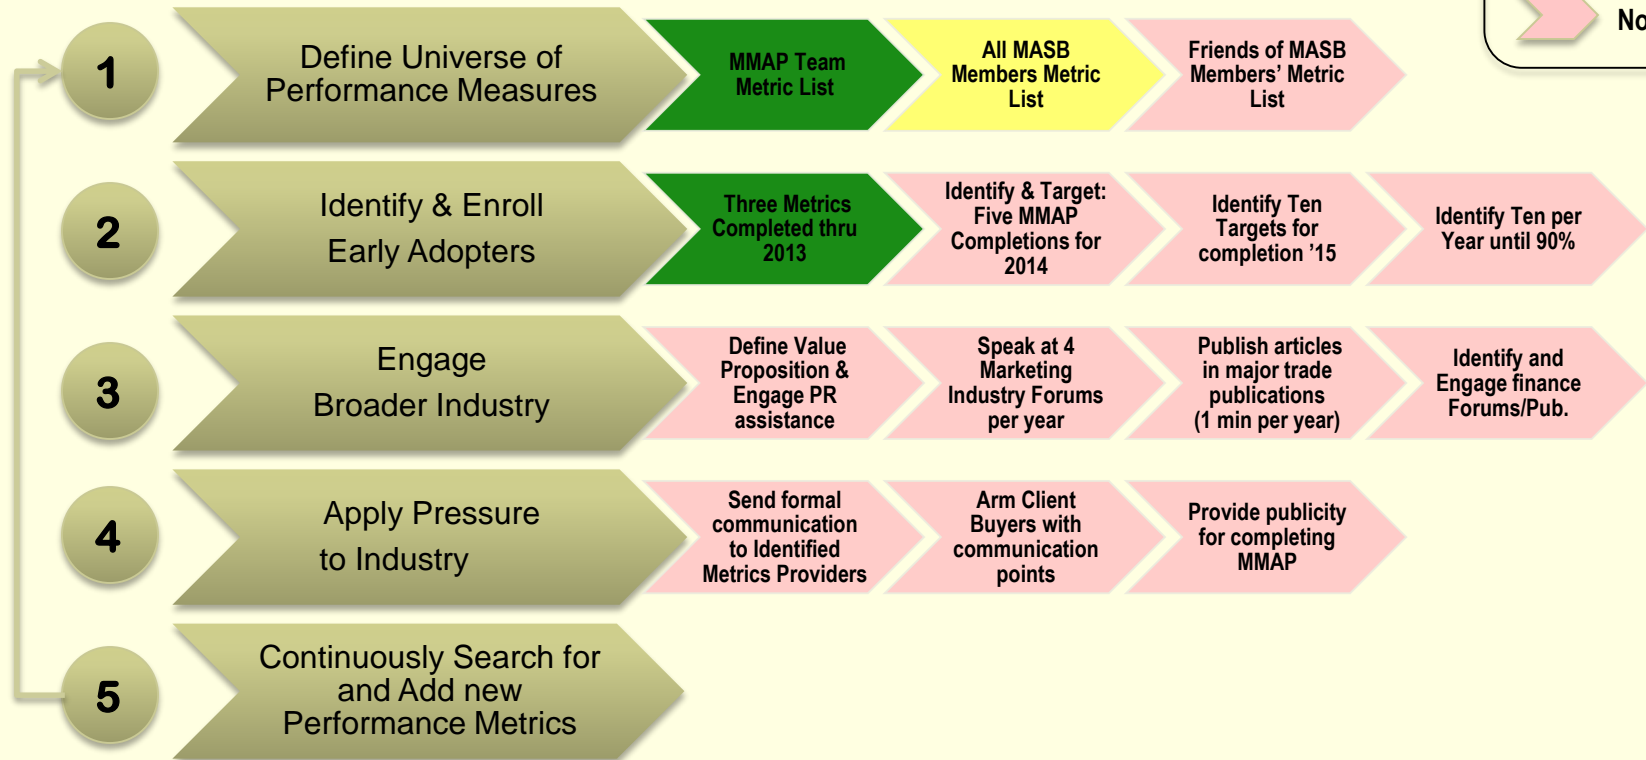 No
1
Define Universe of
Performance Measures
MMAP Team
Metric List
All MASB
Members Metric
List
Friends of MASB
Members’ Metric
List
2
Identify & Enroll
Early Adopters
Three Metrics
Completed thru
2013
Identify & Target:
Five MMAP
Completions for
2014
Identify Ten
Targets for
completion ’15
Identify Ten per
Year until 90%
3
Engage
Broader Industry
Define Value
Proposition &
Engage PR
assistance
Speak at 4
Marketing
Industry Forums
per year
Publish articles
in major trade
publications
(1 min per year)
Identify and
Engage finance
Forums/Pub.
4
Apply Pressure
to Industry
Send formal
communication
to Identified
Metrics Providers
Arm Client
Buyers with
communication
points
Provide publicity
for completing
MMAP
5
Continuously Search for
and Add new
Performance Metrics